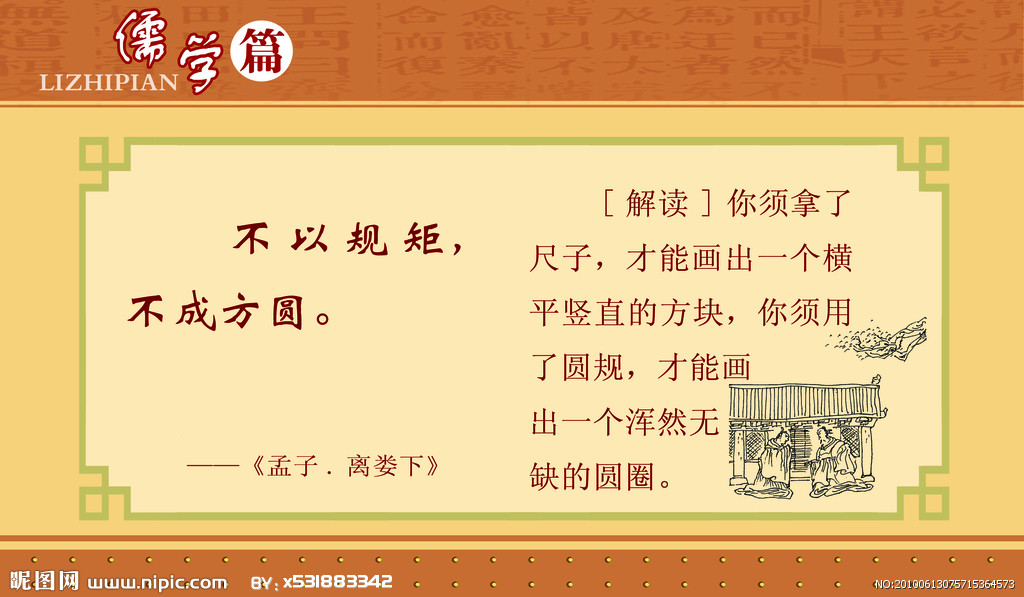 儒学篇
LIZHIPIAN
不以规矩,
不成方圆。
——《孟子.离娄下》
[解读]你须拿了
尺子，才能画出一个横
平竖直的方块，你须用
了圆规，才能画
出一个浑然无
缺的圆圈。
昵图网 www.nipic.com BY:x531883342
NO:20100613075715364573